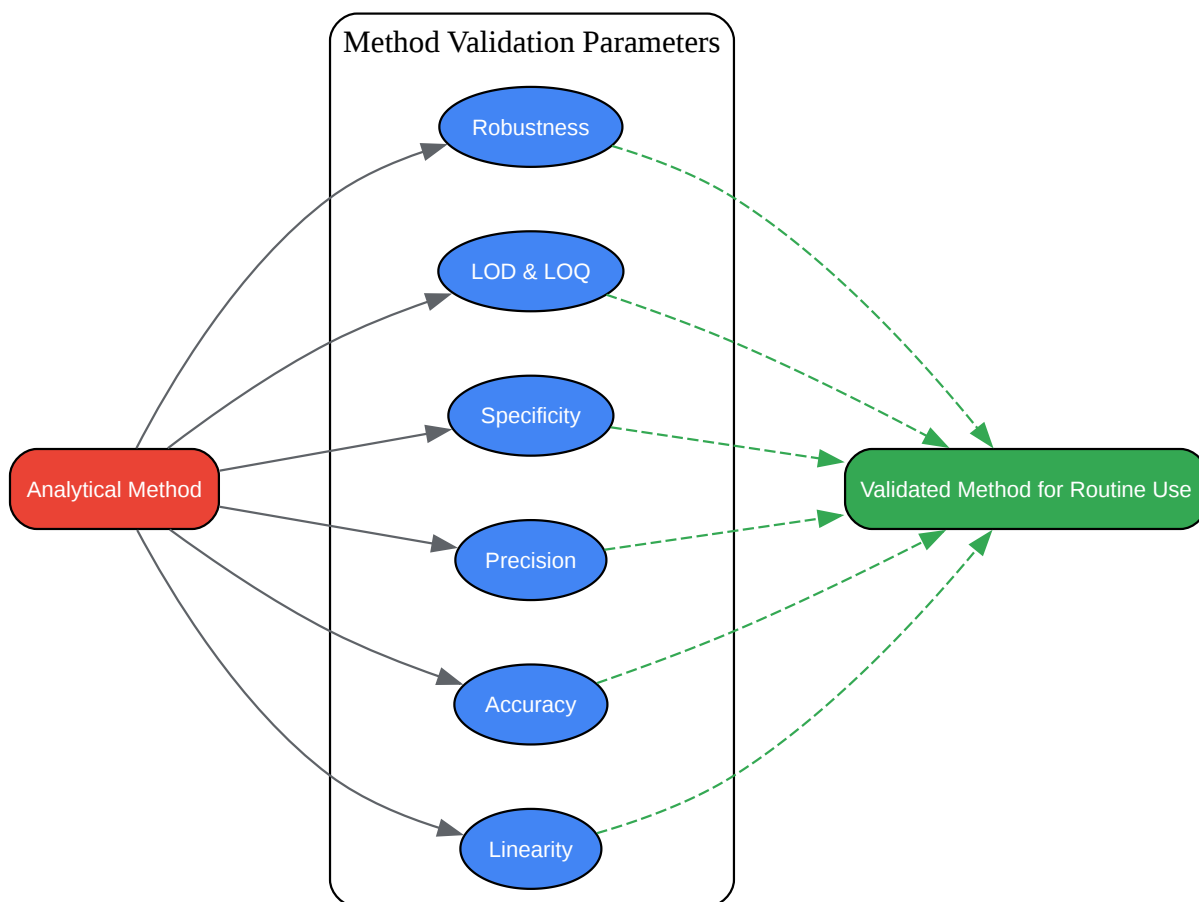 Method Validation Parameters
Robustness
LOD & LOQ
Specificity
Analytical Method
Validated Method for Routine Use
Precision
Accuracy
Linearity